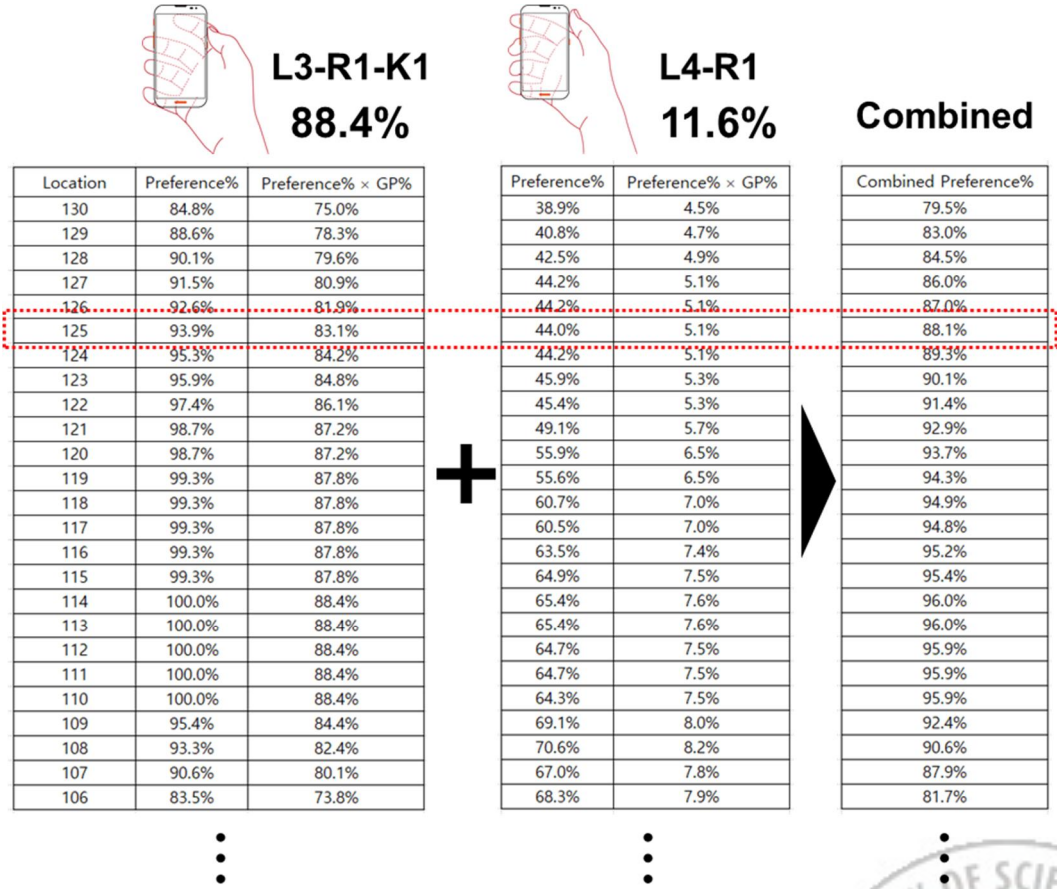 L3-R1-K1
88.4%
L4-R1
11.6%
Combined
Location Preference% Preference% × GP% Preference% Preference% × GP% Combined Preference%
130 84.8% 75.0% 38.9% 4.5% 79.5%
129 88.6% 78.3% 40.8% 4.7% 83.0%
128 90.1% 79.6% 42.5% 4.9% 84.5%
127 91.5% 80.9% 44.2% 5.1% 86.0%
126 92.6% 81.9% 44.2% 5.1% 87.0%
125 93.9% 83.1% 44.0% 5.1% 88.1%
124 95.3% 84.2% 44.2% 5.1% 89.3%
123 95.9% 84.8% 45.9% 5.3% 90.1%
122 97.4% 86.1% 45.4% 5.3% 91.4%
121 98.7% 87.2% 49.1% 5.7% 92.9%
120 98.7% 87.2% 55.9% 6.5% 93.7%
119 99.3% 87.8% 55.6% 6.5% 94.3%
118 99.3% 87.8% 60.7% 7.0% 94.9%
117 99.3% 87.8% 60.5% 7.0% 94.8%
116 99.3% 87.8% 63.5% 7.4% 95.2%
115 99.3% 87.8% 64.9% 7.5% 95.4%
114 100.0% 88.4% 65.4% 7.6% 96.0%
113 100.0% 88.4% 65.4% 7.6% 96.0%
112 100.0% 88.4% 64.7% 7.5% 95.9%
111 100.0% 88.4% 64.7% 7.5% 95.9%
110 100.0% 88.4% 64.3% 7.5% 95.9%
109 95.4% 84.4% 69.1% 8.0% 92.4%
108 93.3% 82.4% 70.6% 8.2% 90.6%
107 90.6% 80.1% 67.0% 7.8% 87.9%
106 83.5% 73.8% 68.3% 7.9% 81.7%